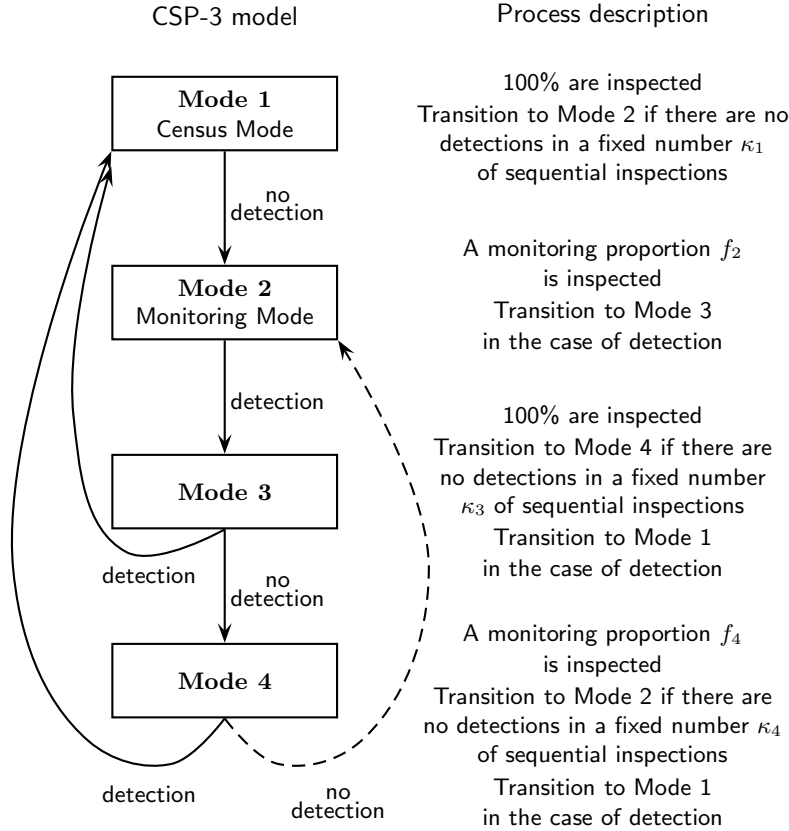 CSP-3 model
Process description
Mode 1
Census Mode
100% are inspected
Transition to Mode 2 if there are no
detections in a fixed number κ₁
of sequential inspections
no
detection
Mode 2
Monitoring Mode
A monitoring proportion f₂
is inspected
Transition to Mode 3
in the case of detection
detection
Mode 3
100% are inspected
Transition to Mode 4 if there are
no detections in a fixed number
κ₃ of sequential inspections
Transition to Mode 1
in the case of detection
detection
no
detection
Mode 4
A monitoring proportion f₄
is inspected
Transition to Mode 2 if there are
no detections in a fixed number κ₄
of sequential inspections
Transition to Mode 1
in the case of detection
detection
no
detection